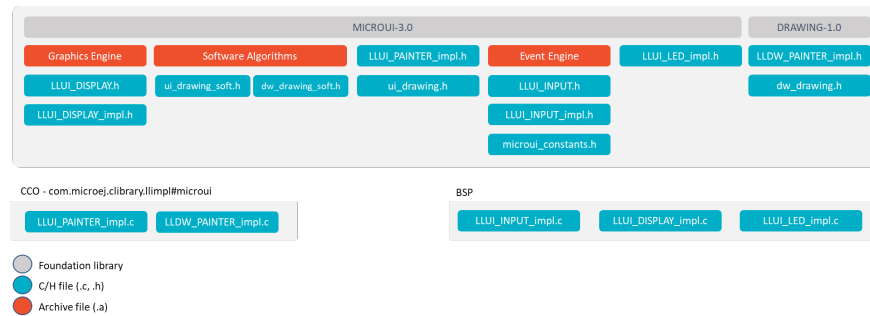 MICROUI-3.0
DRAWING-1.0
Graphics Engine
Software Algorithms
LLUI_PAINTER_impl.h
Event Engine
LLUI_LED_impl.h
LLDW_PAINTER_impl.h
LLUI_DISPLAY.h
ui_drawing_soft.h
dw_drawing_soft.h
ui_drawing.h
LLUI_INPUT.h
dw_drawing.h
LLUI_DISPLAY_impl.h
LLUI_INPUT_impl.h
microui_constants.h
CCO - com.microej.clibrary.llimpl#microui
BSP
LLUI_PAINTER_impl.c
LLDW_PAINTER_impl.c
LLUI_INPUT_impl.c
LLUI_DISPLAY_impl.c
LLUI_LED_impl.c
Foundation library
C/H file (.c, .h)
Archive file (.a)